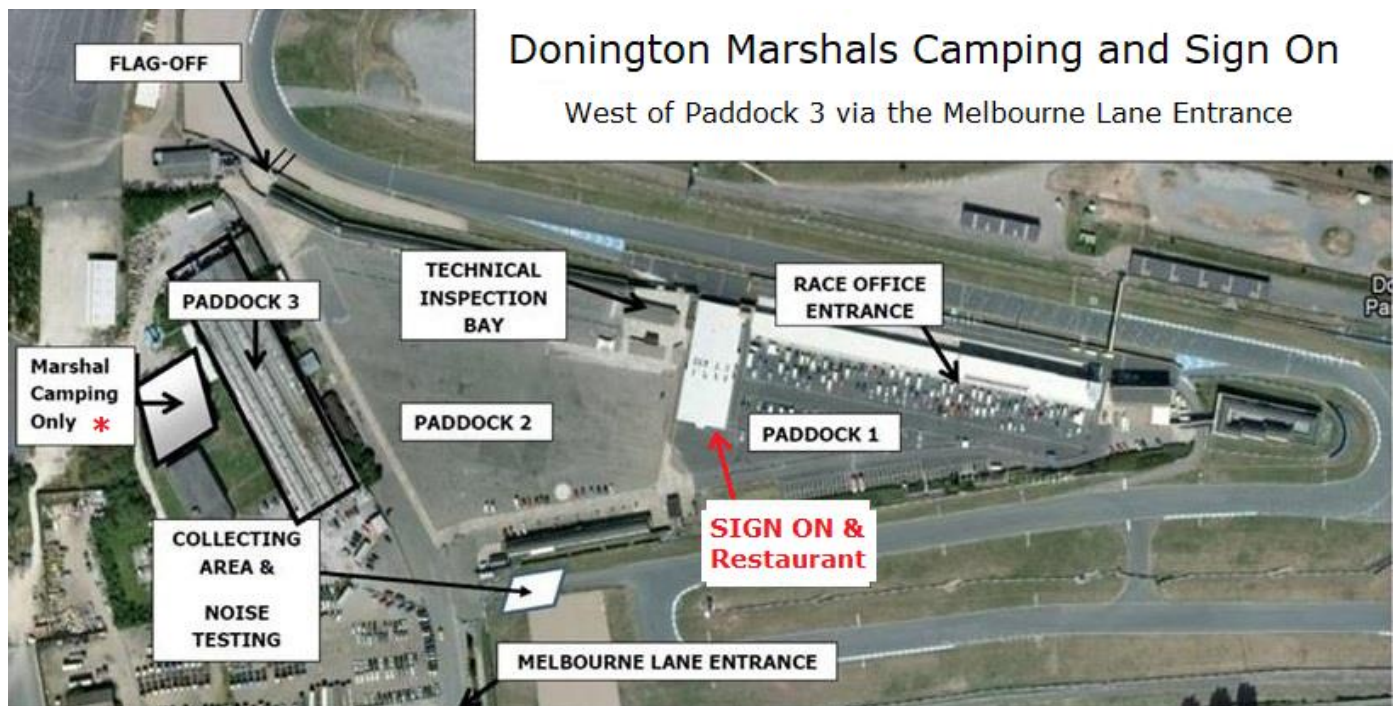 Donington Marshals Camping and Sign On
West of Paddock 3 via the Melbourne Lane Entrance
FLAG-OFF
TECHNICAL
INSPECTION
BAY
RACE OFFICE
ENTRANCE
PADDOCK 3
Marshal
Camping
Only *
PADDOCK 2
PADDOCK 1
SIGN ON &
Restaurant
COLLECTING
AREA &
NOISE
TESTING
MELBOURNE LANE ENTRANCE
Do
Pa